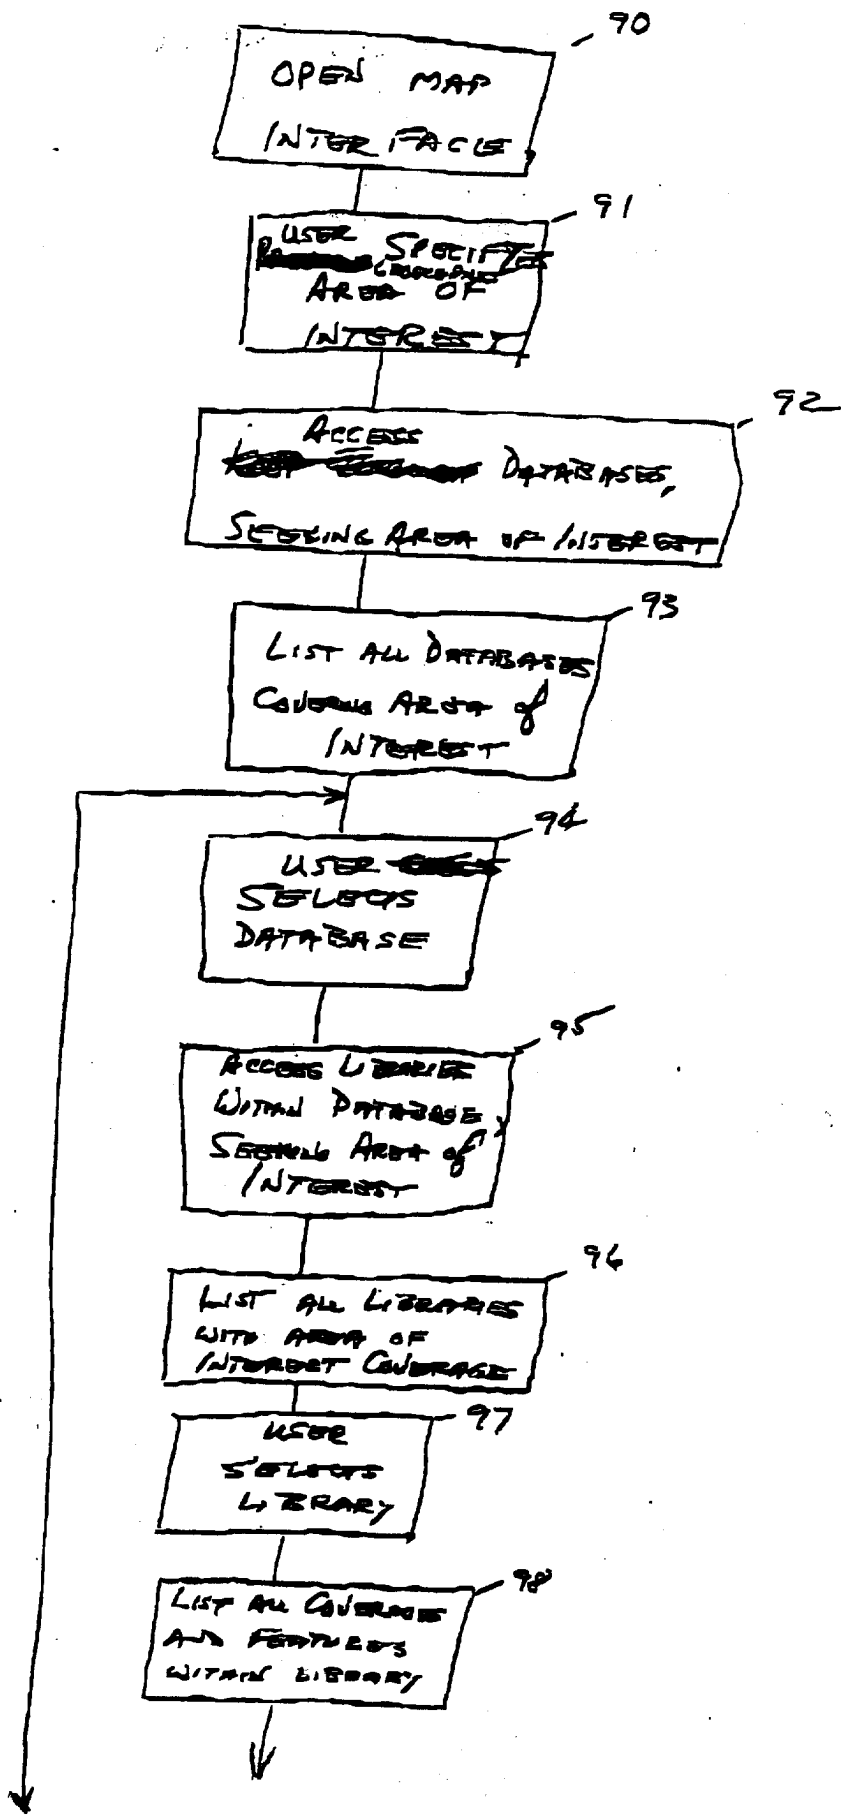 90
OPEN MAP
INTERFACE
91
USER SPECIFIES
GEOGRAPHIC
AREA OF
INTEREST
92
ACCESS
DATABASES,
SEEKING AREA OF INTEREST
93
LIST ALL DATABASES
COVERING AREA of
INTEREST
94
USER
SELECTS
DATABASE
95
ACCESS LIBRARIES
WITHIN DATABASE
SEEKING AREA of
INTEREST
96
LIST ALL LIBRARIES
WITH AREA OF
INTEREST COVERAGE
97
USER
SELECTS
LIBRARY
98
LIST ALL COVERAGES
AND FEATURES
WITHIN LIBRARY